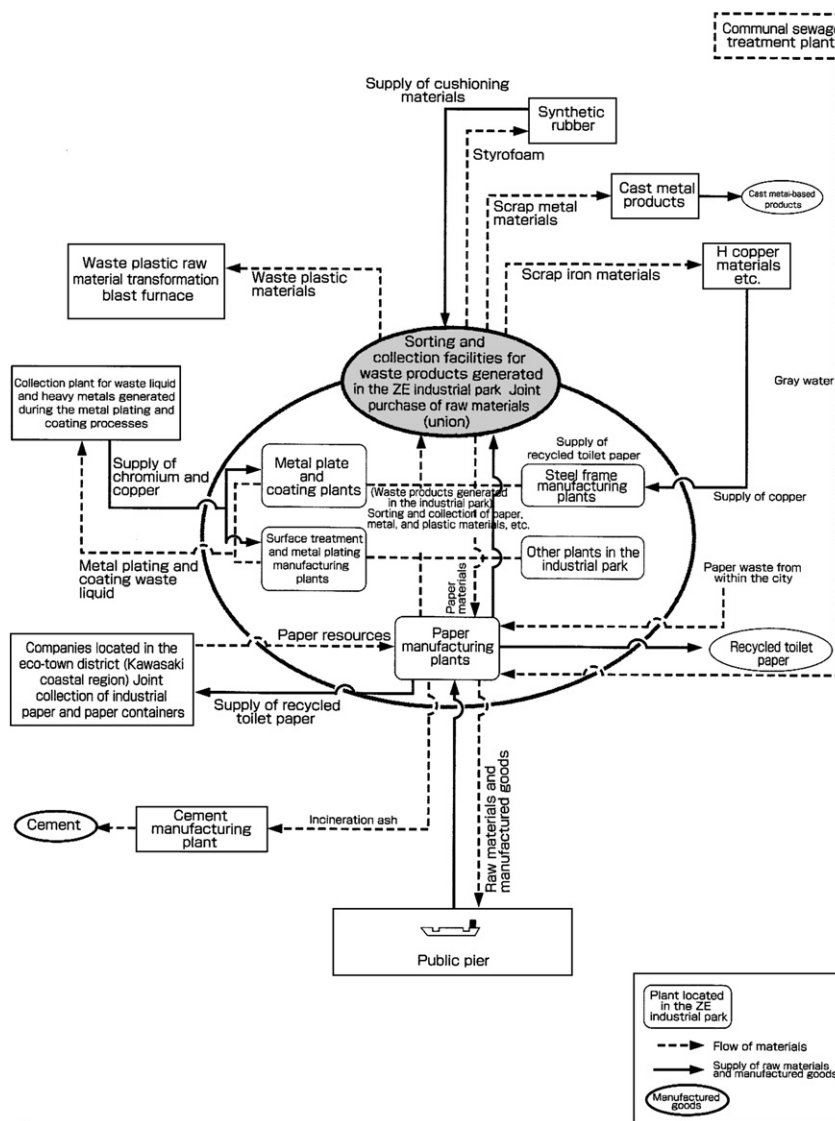 Communal sewage
treatment plant
Supply of cushioning
materials
Synthetic
rubber
Styrofoam
Cast metal
products
Cast metal-based
products
Scrap metal
materials
Waste plastic raw
material transformation
blast furnace
Waste plastic
materials
Scrap iron materials
H copper
materials
etc.
Sorting and
collection facilities for
waste products generated
in the ZE industrial park Joint
purchase of raw materials
(union)
Gray water
Collection plant for waste liquid
and heavy metals generated
during the metal plating and
coating processes
Supply of
chromium and
copper
Metal plate
and
coating plants
Supply of
recycled toilet paper
Steel frame
manufacturing
plants
(Waste products generated
in the industrial park)
Sorting and collection of paper,
metal, and plastic materials, etc.
Supply of copper
Surface treatment
and metal plating
manufacturing
plants
Other plants in the
industrial park
Metal plating and
coating waste
liquid
Paper waste from
within the city
Paper
materials
Companies located in the
eco-town district (Kawasaki
coastal region) Joint
collection of industrial
paper and paper containers
Paper resources
Paper
manufacturing
plants
Recycled toilet
paper
Supply of recycled
toilet paper
Raw materials and
manufactured goods
Cement
Cement
manufacturing
plant
Incineration ash
Public pier
Plant located
in the ZE
industrial park
Flow of materials
Supply of raw materials
and manufactured goods
Manufactured
goods